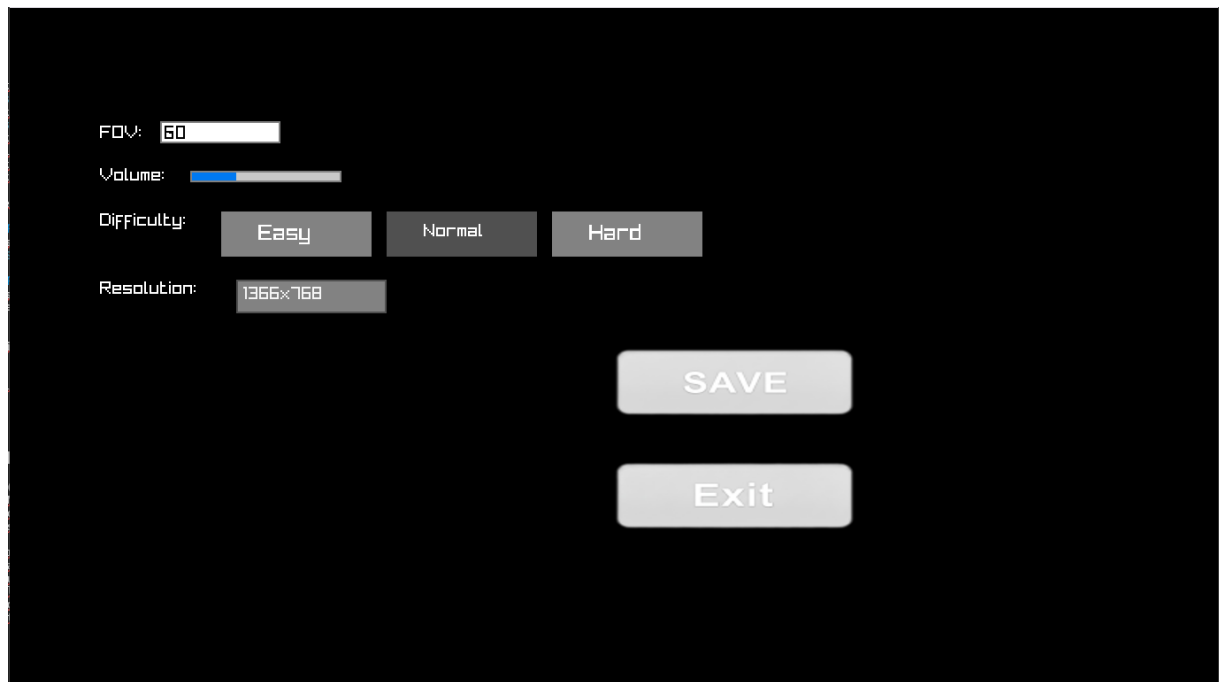 FOV: 60
Volume:
Difficulty: Easy Normal Hard
Resolution: 1366x768
SAVE
Exit